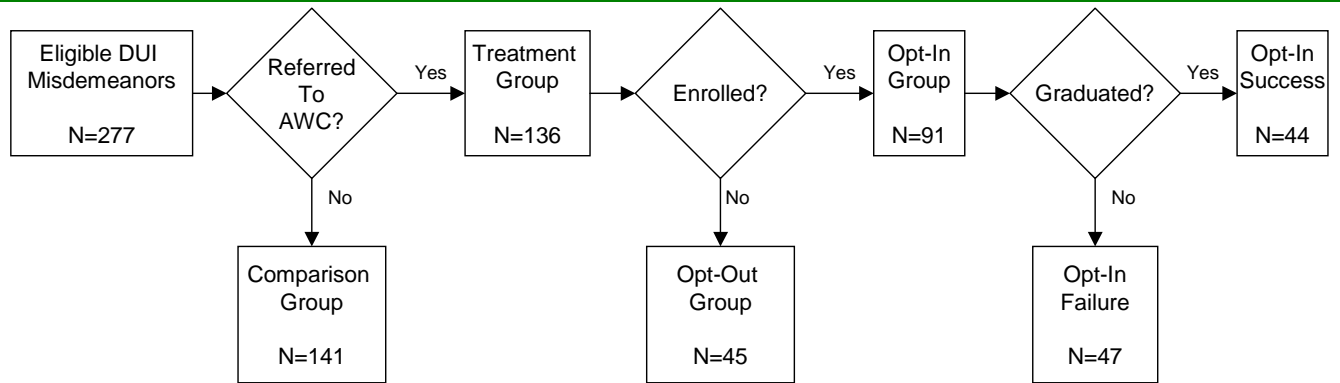 Eligible DUI
Misdemeanors
N=277
Referred
To
AWC?
Yes
No
Treatment
Group
N=136
Comparison
Group
N=141
Enrolled?
Yes
No
Opt-In
Group
N=91
Opt-Out
Group
N=45
Graduated?
Yes
No
Opt-In
Success
N=44
Opt-In
Failure
N=47